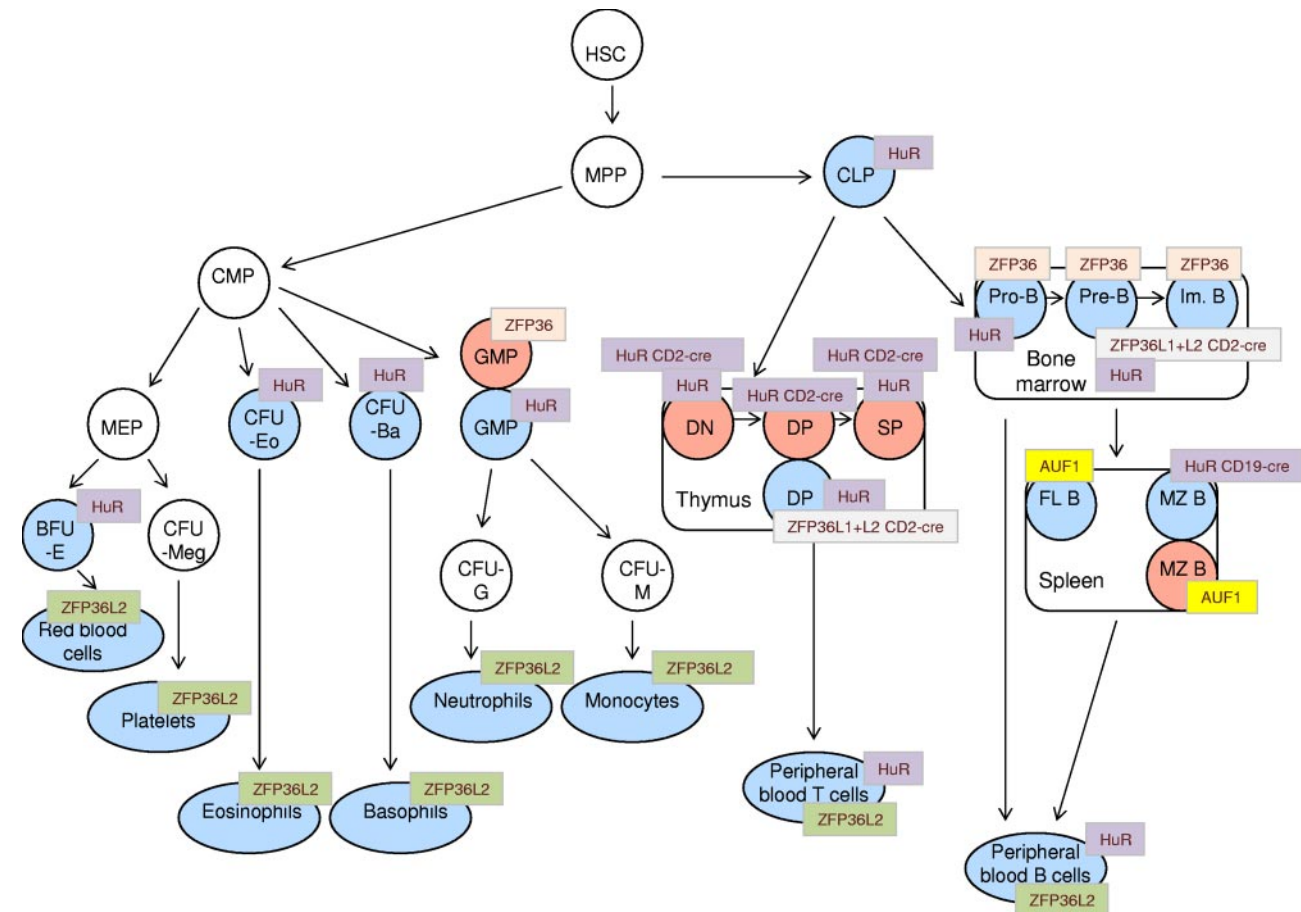 HSC
MPP
HuR
CLP
CMP
ZFP36
GMP
HuR
GMP
HuR
CFU
-Eo
HuR
CFU
-Ba
MEP
HuR
BFU
-E
CFU
-Meg
ZFP36L2
Red blood
cells
ZFP36L2
Platelets
CFU-
G
CFU-
M
ZFP36L2
Neutrophils
ZFP36L2
Monocytes
ZFP36L2
Eosinophils
ZFP36L2
Basophils
HuR CD2-cre
HuR
DN
HuR CD2-cre
DP
HuR CD2-cre
HuR
SP
DP
HuR
Thymus
ZFP36L1+L2 CD2-cre
Peripheral
blood T cells
HuR
ZFP36L2
ZFP36
ZFP36
ZFP36
Pro-B
Pre-B
Im. B
HuR
ZFP36L1+L2 CD2-cre
HuR
Bone
marrow
AUF1
FL B
HuR CD19-cre
MZ B
MZ B
AUF1
Spleen
HuR
Peripheral
blood B cells
ZFP36L2